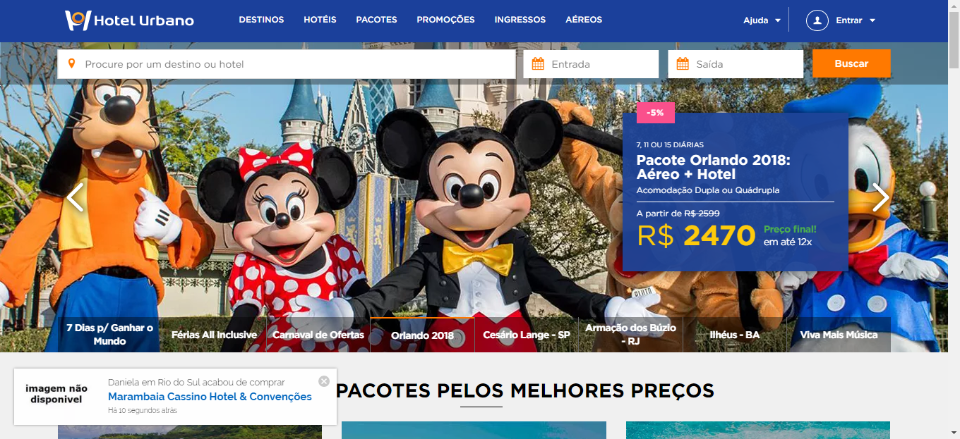 Hotel Urbano
DESTINOS HOTÉIS PACOTES PROMOÇÕES INGRESSOS AÉREOS Ajuda Entrar
Procure por um destino ou hotel Entrada Saída Buscar
-5%
7, 11 OU 15 DIÁRIAS
Pacote Orlando 2018:
Aéreo + Hotel
Acomodação Dupla ou Quádrupla
A partir de R$ 2599
R$ 2470 Preço final!
em até 12x
7 Dias p/ Ganhar o
Mundo
Férias All Inclusive
Carnaval de Ofertas
Orlando 2018
Cesário Lange - SP
Armação dos Búzio
- RJ
Ilhéus - BA
Viva Mais Música
imagem não
disponivel
Daniela em Rio do Sul acabou de comprar
Marambaia Cassino Hotel & Convenções
Há 10 segundos atrás
PACOTES PELOS MELHORES PREÇOS